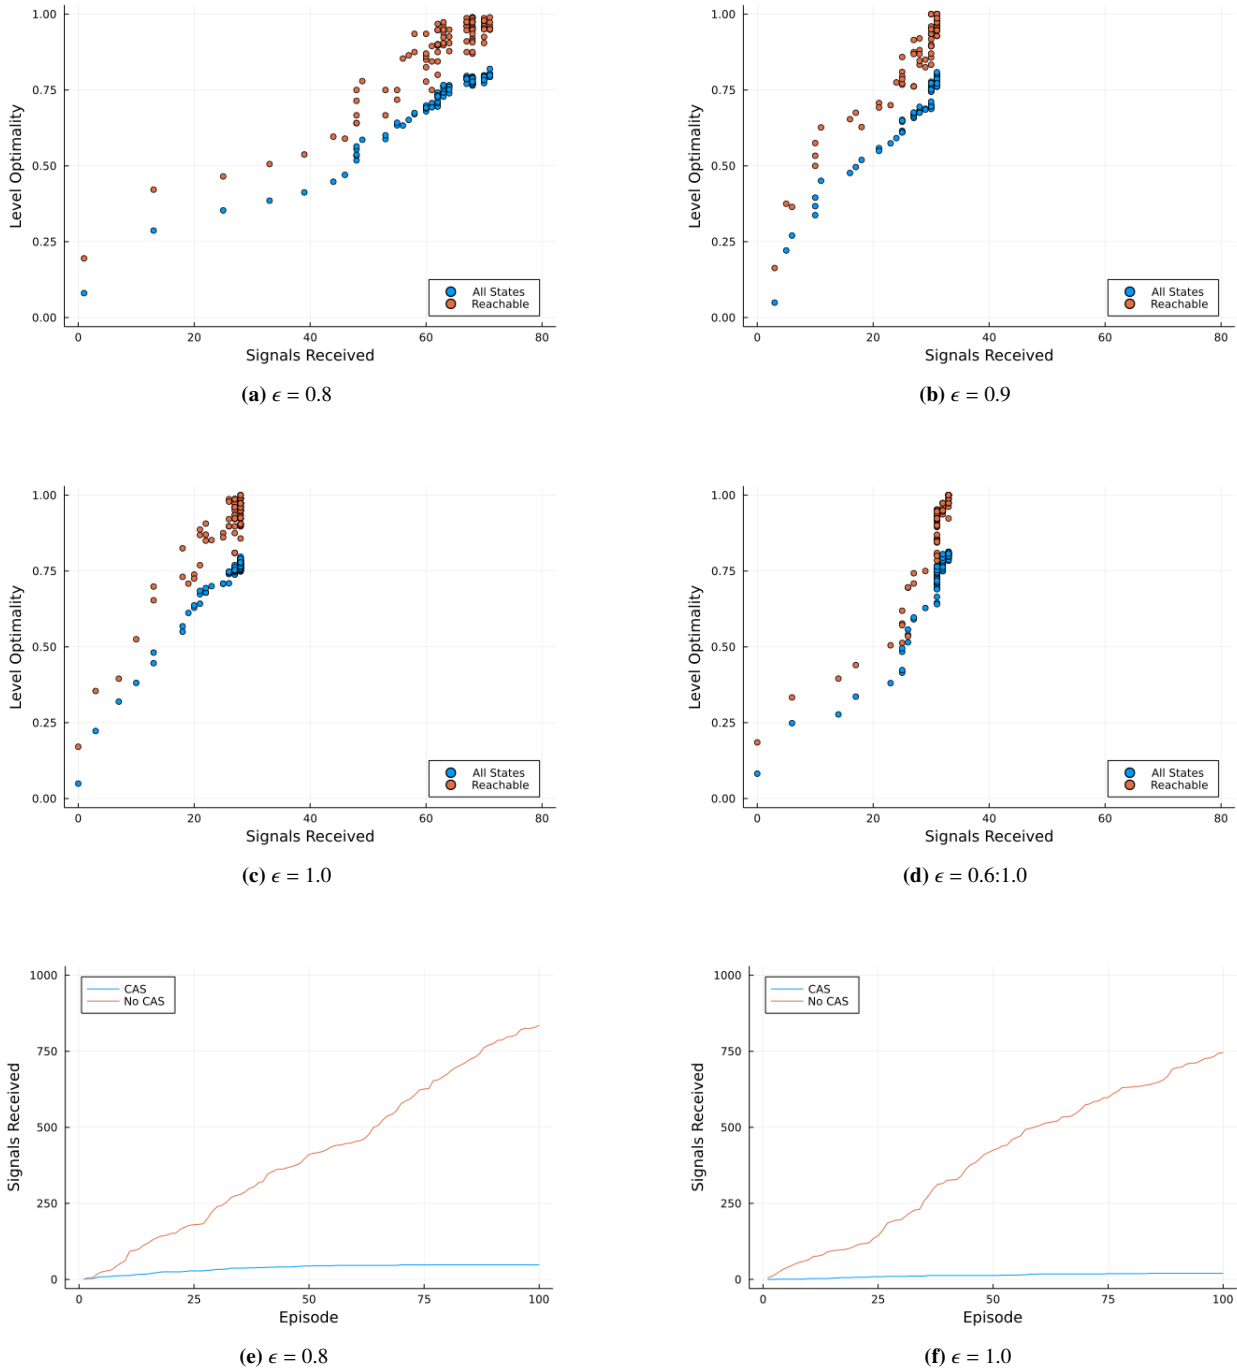 1.00
0.75
0.50
0.25
0.00
Level Optimality
0 20 40 60 80
Signals Received
All States
Reachable
(a) ϵ = 0.8
1.00
0.75
0.50
0.25
0.00
Level Optimality
0 20 40 60 80
Signals Received
All States
Reachable
(b) ϵ = 0.9
1.00
0.75
0.50
0.25
0.00
Level Optimality
0 20 40 60 80
Signals Received
All States
Reachable
(c) ϵ = 1.0
1.00
0.75
0.50
0.25
0.00
Level Optimality
0 20 40 60 80
Signals Received
All States
Reachable
(d) ϵ = 0.6:1.0
1000
750
500
250
0
Signals Received
CAS
No CAS
0 25 50 75 100
Episode
(e) ϵ = 0.8
1000
750
500
250
0
Signals Received
CAS
No CAS
0 25 50 75 100
Episode
(f) ϵ = 1.0